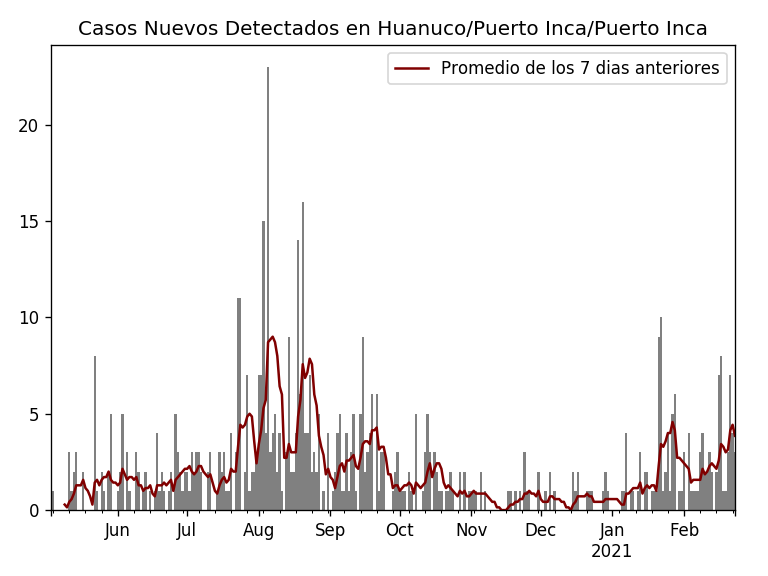 Casos Nuevos Detectados en Huanuco/Puerto Inca/Puerto Inca
Promedio de los 7 dias anteriores
20
15
10
5
0
Jun Jul Aug Sep Oct Nov Dec Jan Feb
2021